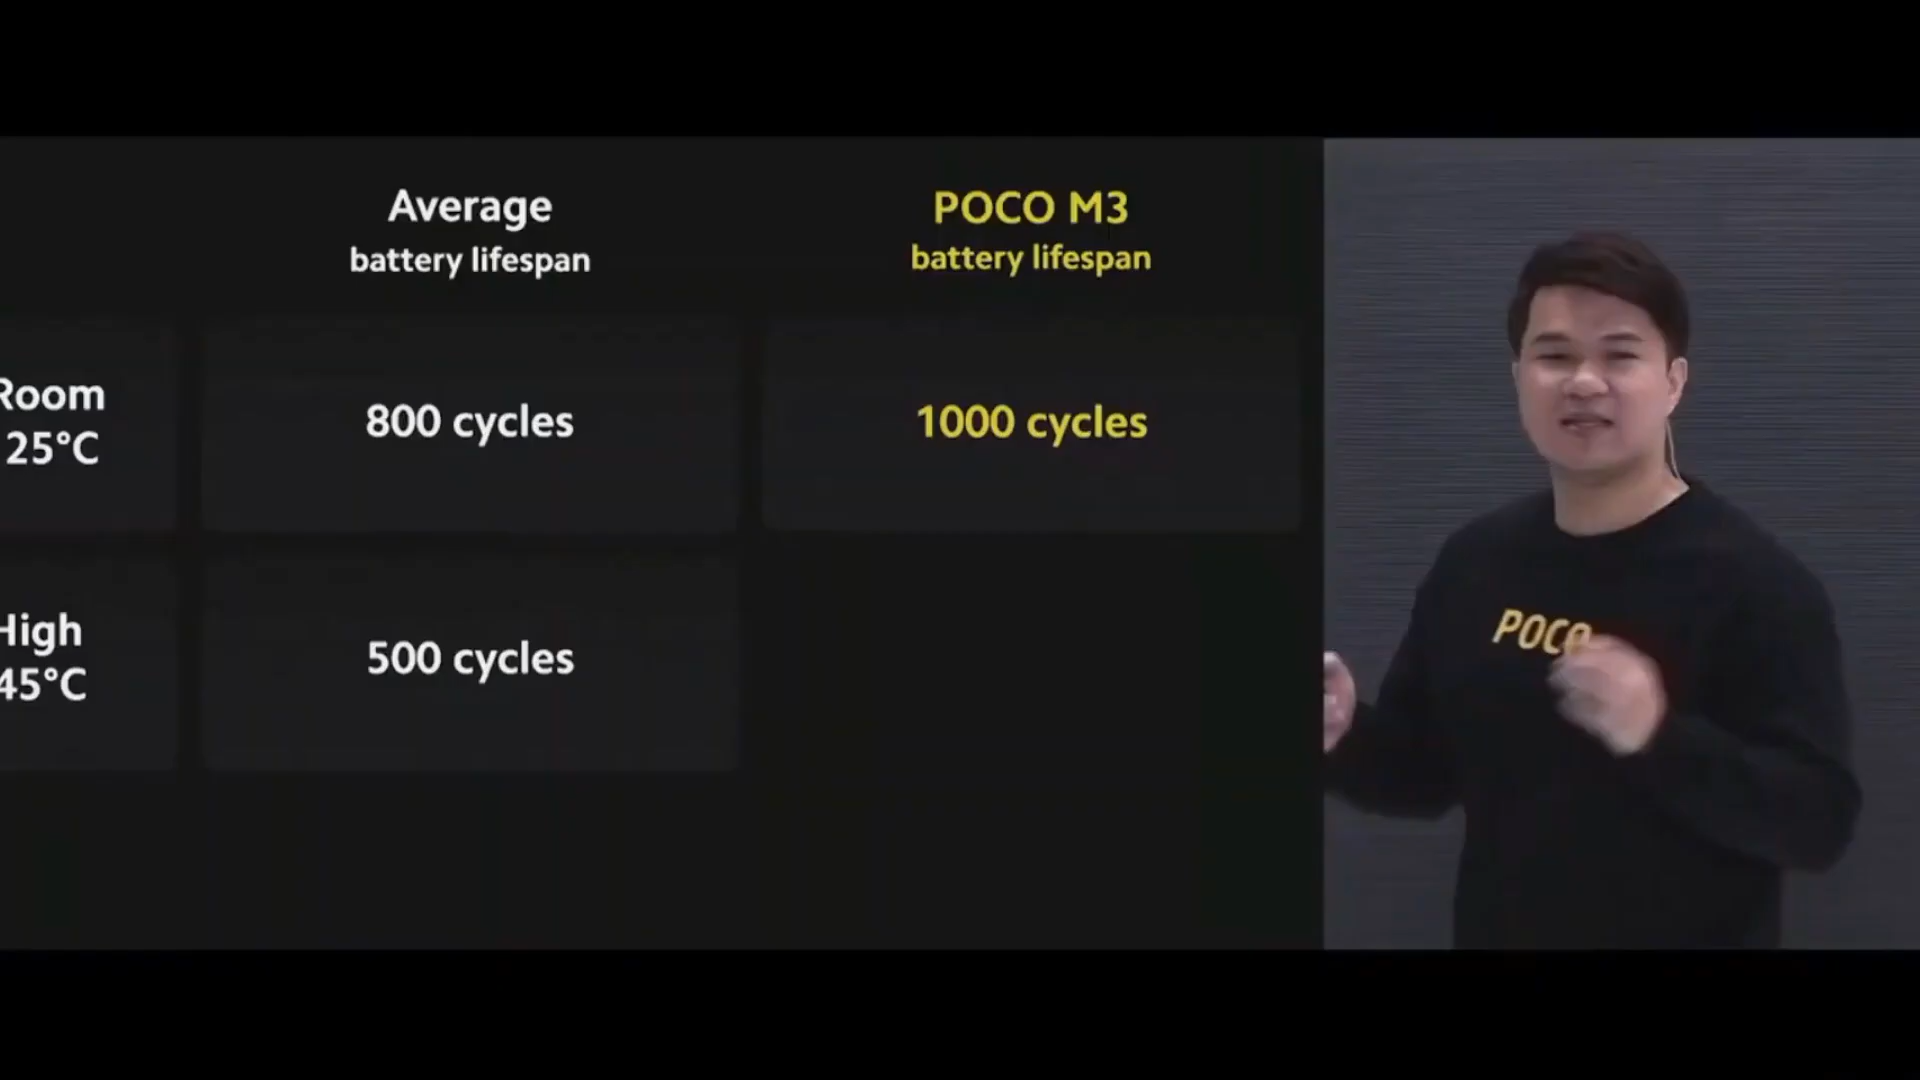 Average
battery lifespan
POCO M3
battery lifespan
Room
25°C
800 cycles
1000 cycles
High
45°C
500 cycles
POCO